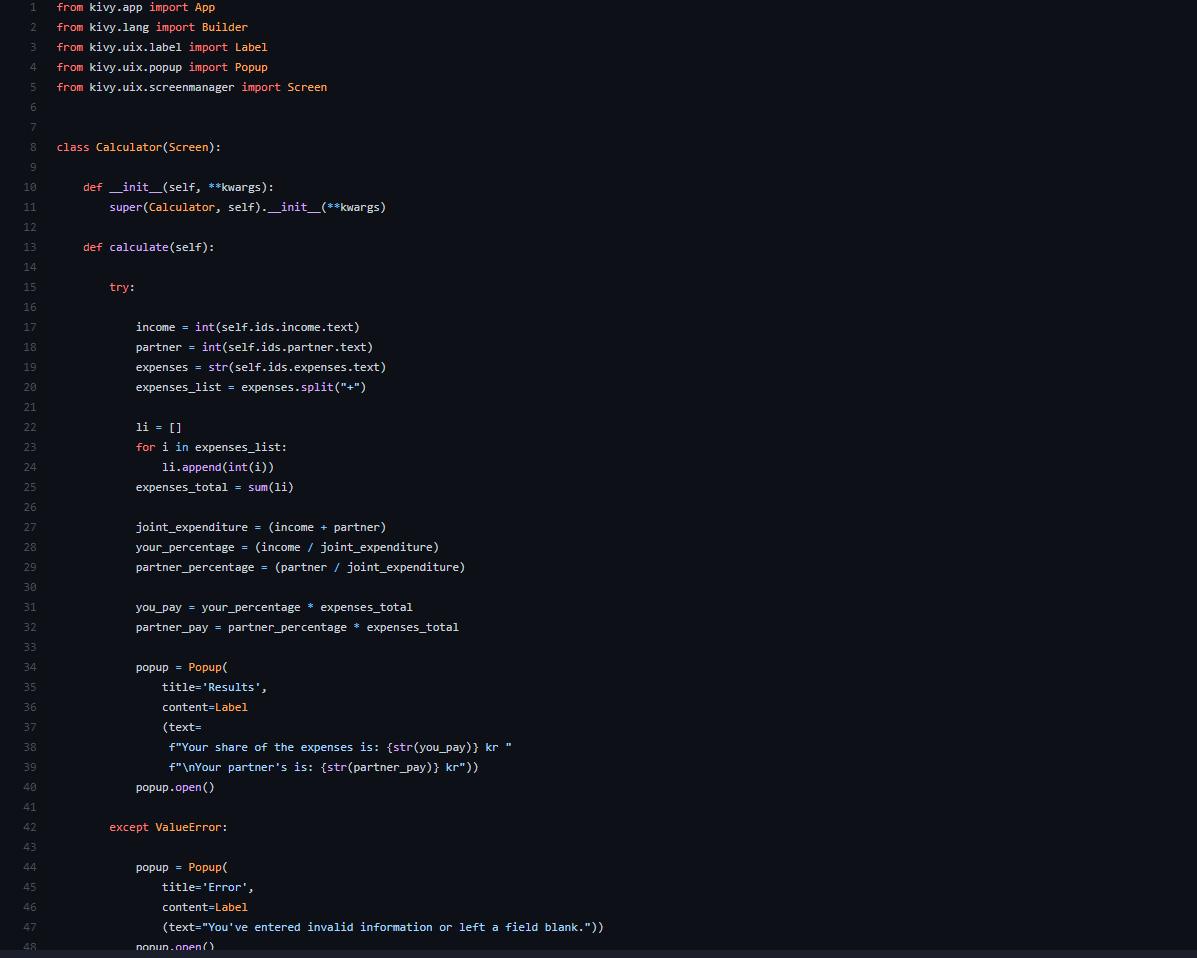 1 from kivy.app import App
2 from kivy.lang import Builder
3 from kivy.uix.label import Label
4 from kivy.uix.popup import Popup
5 from kivy.uix.screenmanager import Screen
6
7
8 class Calculator(Screen):
9
10     def __init__(self, **kwargs):
11         super(Calculator, self).__init__(**kwargs)
12
13     def calculate(self):
14
15         try:
16
17             income = int(self.ids.income.text)
18             partner = int(self.ids.partner.text)
19             expenses = str(self.ids.expenses.text)
20             expenses_list = expenses.split("+")
21
22             li = []
23             for i in expenses_list:
24                 li.append(int(i))
25             expenses_total = sum(li)
26
27             joint_expenditure = (income + partner)
28             your_percentage = (income / joint_expenditure)
29             partner_percentage = (partner / joint_expenditure)
30
31             you_pay = your_percentage * expenses_total
32             partner_pay = partner_percentage * expenses_total
33
34             popup = Popup(
35                 title='Results',
36                 content=Label
37                 (text=
38                  f"Your share of the expenses is: {str(you_pay)} kr "
39                  f"\nYour partner's is: {str(partner_pay)} kr"))
40             popup.open()
41
42         except ValueError:
43
44             popup = Popup(
45                 title='Error',
46                 content=Label
47                 (text="You've entered invalid information or left a field blank."))
48             popup.open()